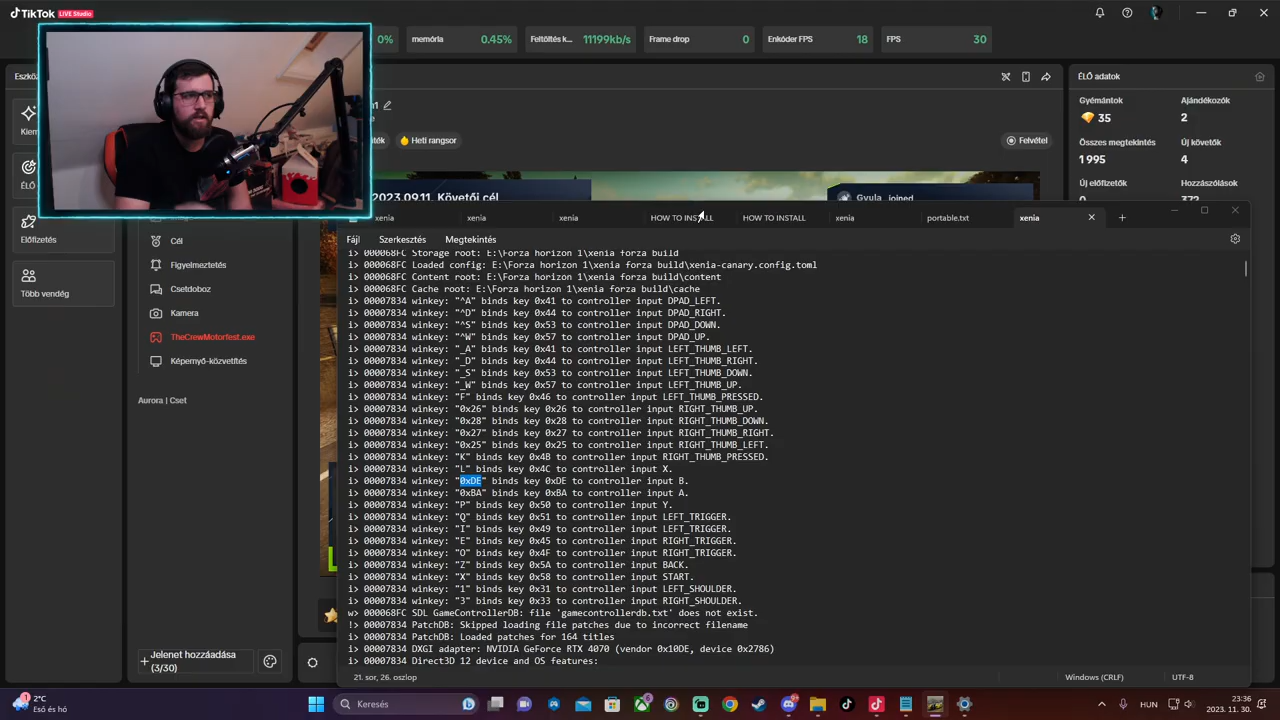 TikTok LIVE Studio
0%
memória 0.45%
Feltöltés k... 11199kb/s
Frame drop 0
Enkóder FPS 18
FPS 30
Eszkö
Kiem
ÉLŐ
Előfizetés
Több vendég
Cél
Figyelmeztetés
Csetdoboz
Kamera
TheCrewMotorfest.exe
Képernyő-közvetítés
Aurora | Cset
Jelenet hozzáadása
(3/30)
Heti rangsor
Felvétel
2023.09.11. Követői cél
Gyula joined
ÉLŐ adatok
Gyémántok
35
Ajándékozók
2
Összes megtekintés
1 995
Új követők
4
Új előfizetők
Hozzászólások
xenia xenia xenia HOW TO INSTALL HOW TO INSTALL xenia portable.txt xenia
Fájl Szerkesztés Megtekintés
i> 000068FC Storage root: E:\Forza horizon 1\xenia forza build
i> 000068FC Loaded config: E:\Forza horizon 1\xenia forza build\xenia-canary.config.toml
i> 000068FC Content root: E:\Forza horizon 1\xenia forza build\content
i> 000068FC Cache root: E:\Forza horizon 1\xenia forza build\cache
i> 00007834 winkey: "^A" binds key 0x41 to controller input DPAD_LEFT.
i> 00007834 winkey: "^D" binds key 0x44 to controller input DPAD_RIGHT.
i> 00007834 winkey: "^S" binds key 0x53 to controller input DPAD_DOWN.
i> 00007834 winkey: "^W" binds key 0x57 to controller input DPAD_UP.
i> 00007834 winkey: "_A" binds key 0x41 to controller input LEFT_THUMB_LEFT.
i> 00007834 winkey: "_D" binds key 0x44 to controller input LEFT_THUMB_RIGHT.
i> 00007834 winkey: "_S" binds key 0x53 to controller input LEFT_THUMB_DOWN.
i> 00007834 winkey: "_W" binds key 0x57 to controller input LEFT_THUMB_UP.
i> 00007834 winkey: "F" binds key 0x46 to controller input LEFT_THUMB_PRESSED.
i> 00007834 winkey: "0x26" binds key 0x26 to controller input RIGHT_THUMB_UP.
i> 00007834 winkey: "0x28" binds key 0x28 to controller input RIGHT_THUMB_DOWN.
i> 00007834 winkey: "0x27" binds key 0x27 to controller input RIGHT_THUMB_RIGHT.
i> 00007834 winkey: "0x25" binds key 0x25 to controller input RIGHT_THUMB_LEFT.
i> 00007834 winkey: "K" binds key 0x4B to controller input RIGHT_THUMB_PRESSED.
i> 00007834 winkey: "L" binds key 0x4C to controller input X.
i> 00007834 winkey: "0xDE" binds key 0xDE to controller input B.
i> 00007834 winkey: "0xBA" binds key 0xBA to controller input A.
i> 00007834 winkey: "P" binds key 0x50 to controller input Y.
i> 00007834 winkey: "Q" binds key 0x51 to controller input LEFT_TRIGGER.
i> 00007834 winkey: "I" binds key 0x49 to controller input LEFT_TRIGGER.
i> 00007834 winkey: "E" binds key 0x45 to controller input RIGHT_TRIGGER.
i> 00007834 winkey: "O" binds key 0x4F to controller input RIGHT_TRIGGER.
i> 00007834 winkey: "Z" binds key 0x5A to controller input BACK.
i> 00007834 winkey: "X" binds key 0x58 to controller input START.
i> 00007834 winkey: "1" binds key 0x31 to controller input LEFT_SHOULDER.
i> 00007834 winkey: "3" binds key 0x33 to controller input RIGHT_SHOULDER.
w> 000068FC SDL GameControllerDB: file 'gamecontrollerdb.txt' does not exist.
!> 00007834 PatchDB: Skipped loading file patches due to incorrect filename
i> 00007834 PatchDB: Loaded patches for 164 titles
i> 00007834 DXGI adapter: NVIDIA GeForce RTX 4070 (vendor 0x10DE, device 0x2786)
i> 00007834 Direct3D 12 device and OS features:
21. sor, 26. oszlop
Windows (CRLF)
UTF-8
2°C
Eső és hó
Keresés
HUN
23:36
2023. 11. 30.